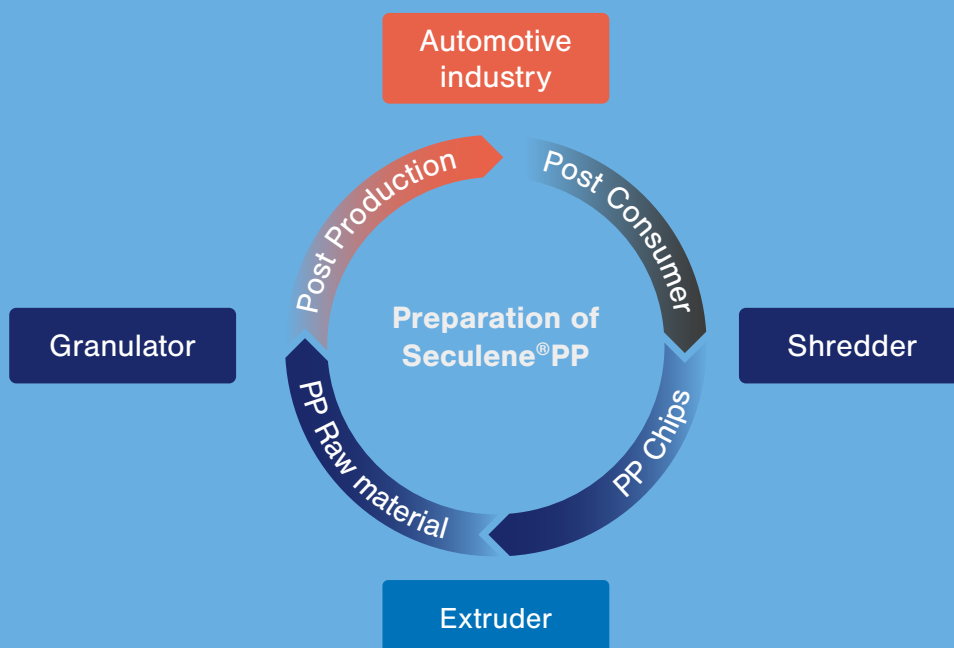 Automotive
industry
Post Production
Post Consumer
Granulator
Preparation of
Seculene®PP
Shredder
PP Raw material
PP Chips
Extruder